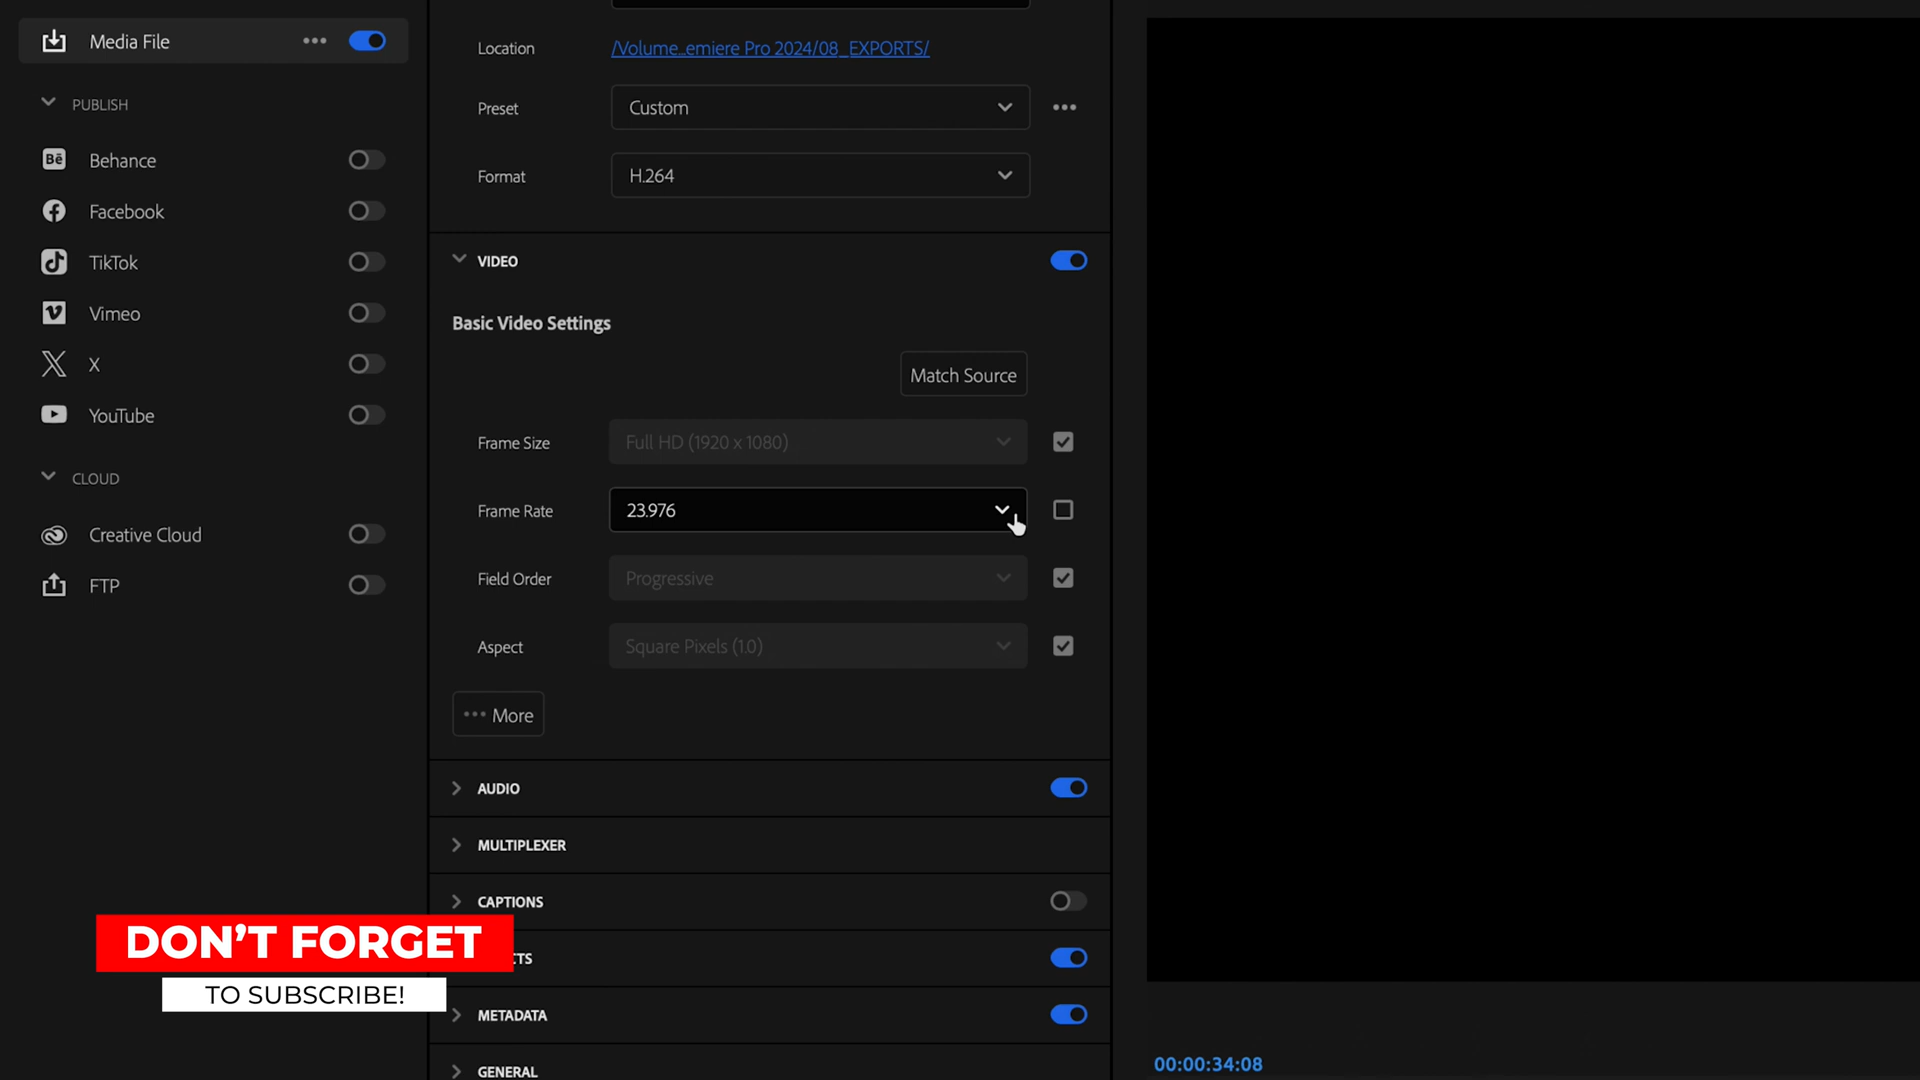 Media File
PUBLISH
Behance
Facebook
TikTok
Vimeo
X
YouTube
CLOUD
Creative Cloud
FTP
Location /Volume...emiere Pro 2024/08_EXPORTS/
Preset Custom
Format H.264
VIDEO
Basic Video Settings
Match Source
Frame Size Full HD (1920 x 1080)
Frame Rate 23.976
Field Order Progressive
Aspect Square Pixels (1.0)
More
AUDIO
MULTIPLEXER
CAPTIONS
CTS
METADATA
GENERAL
DON'T FORGET
TO SUBSCRIBE!
00:00:34:08